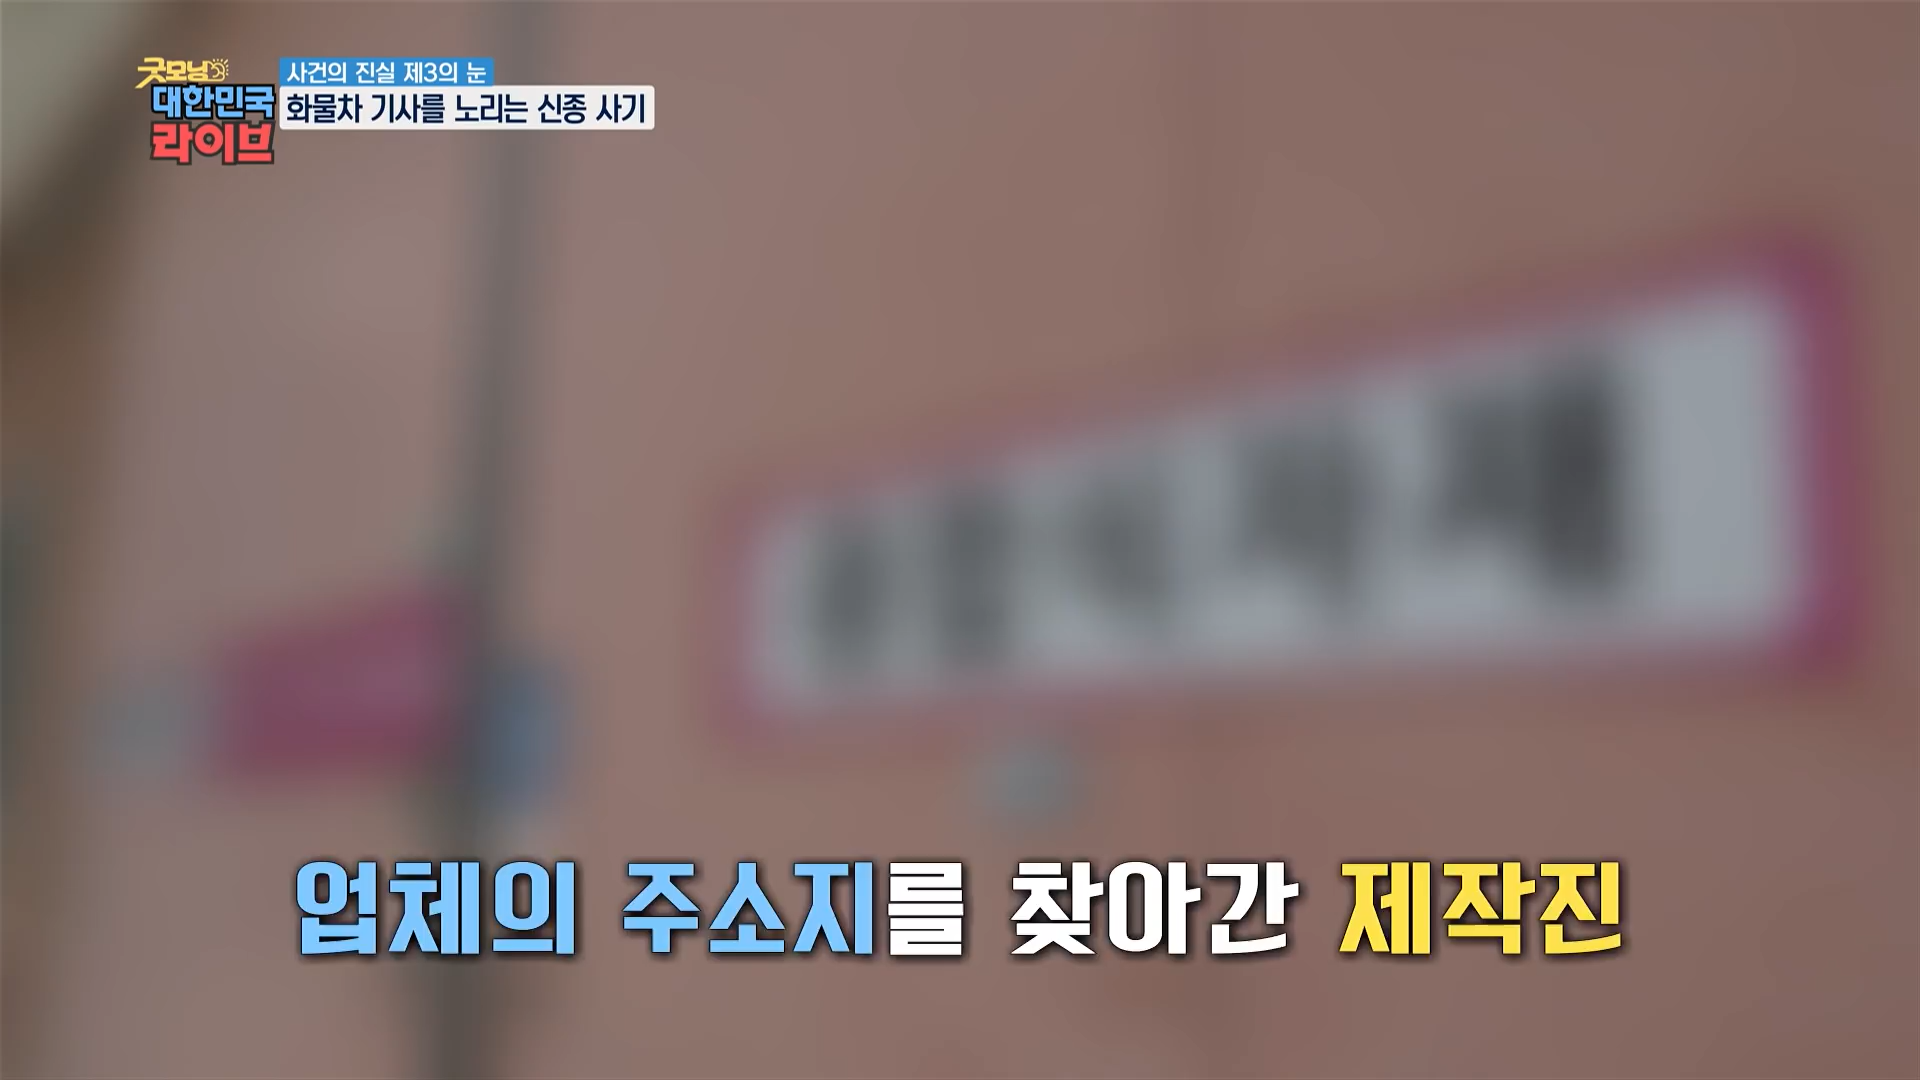 굿모닝
대한민국
라이브
사건의 진실 제3의 눈
화물차 기사를 노리는 신종 사기
업체의 주소지를 찾아간 제작진